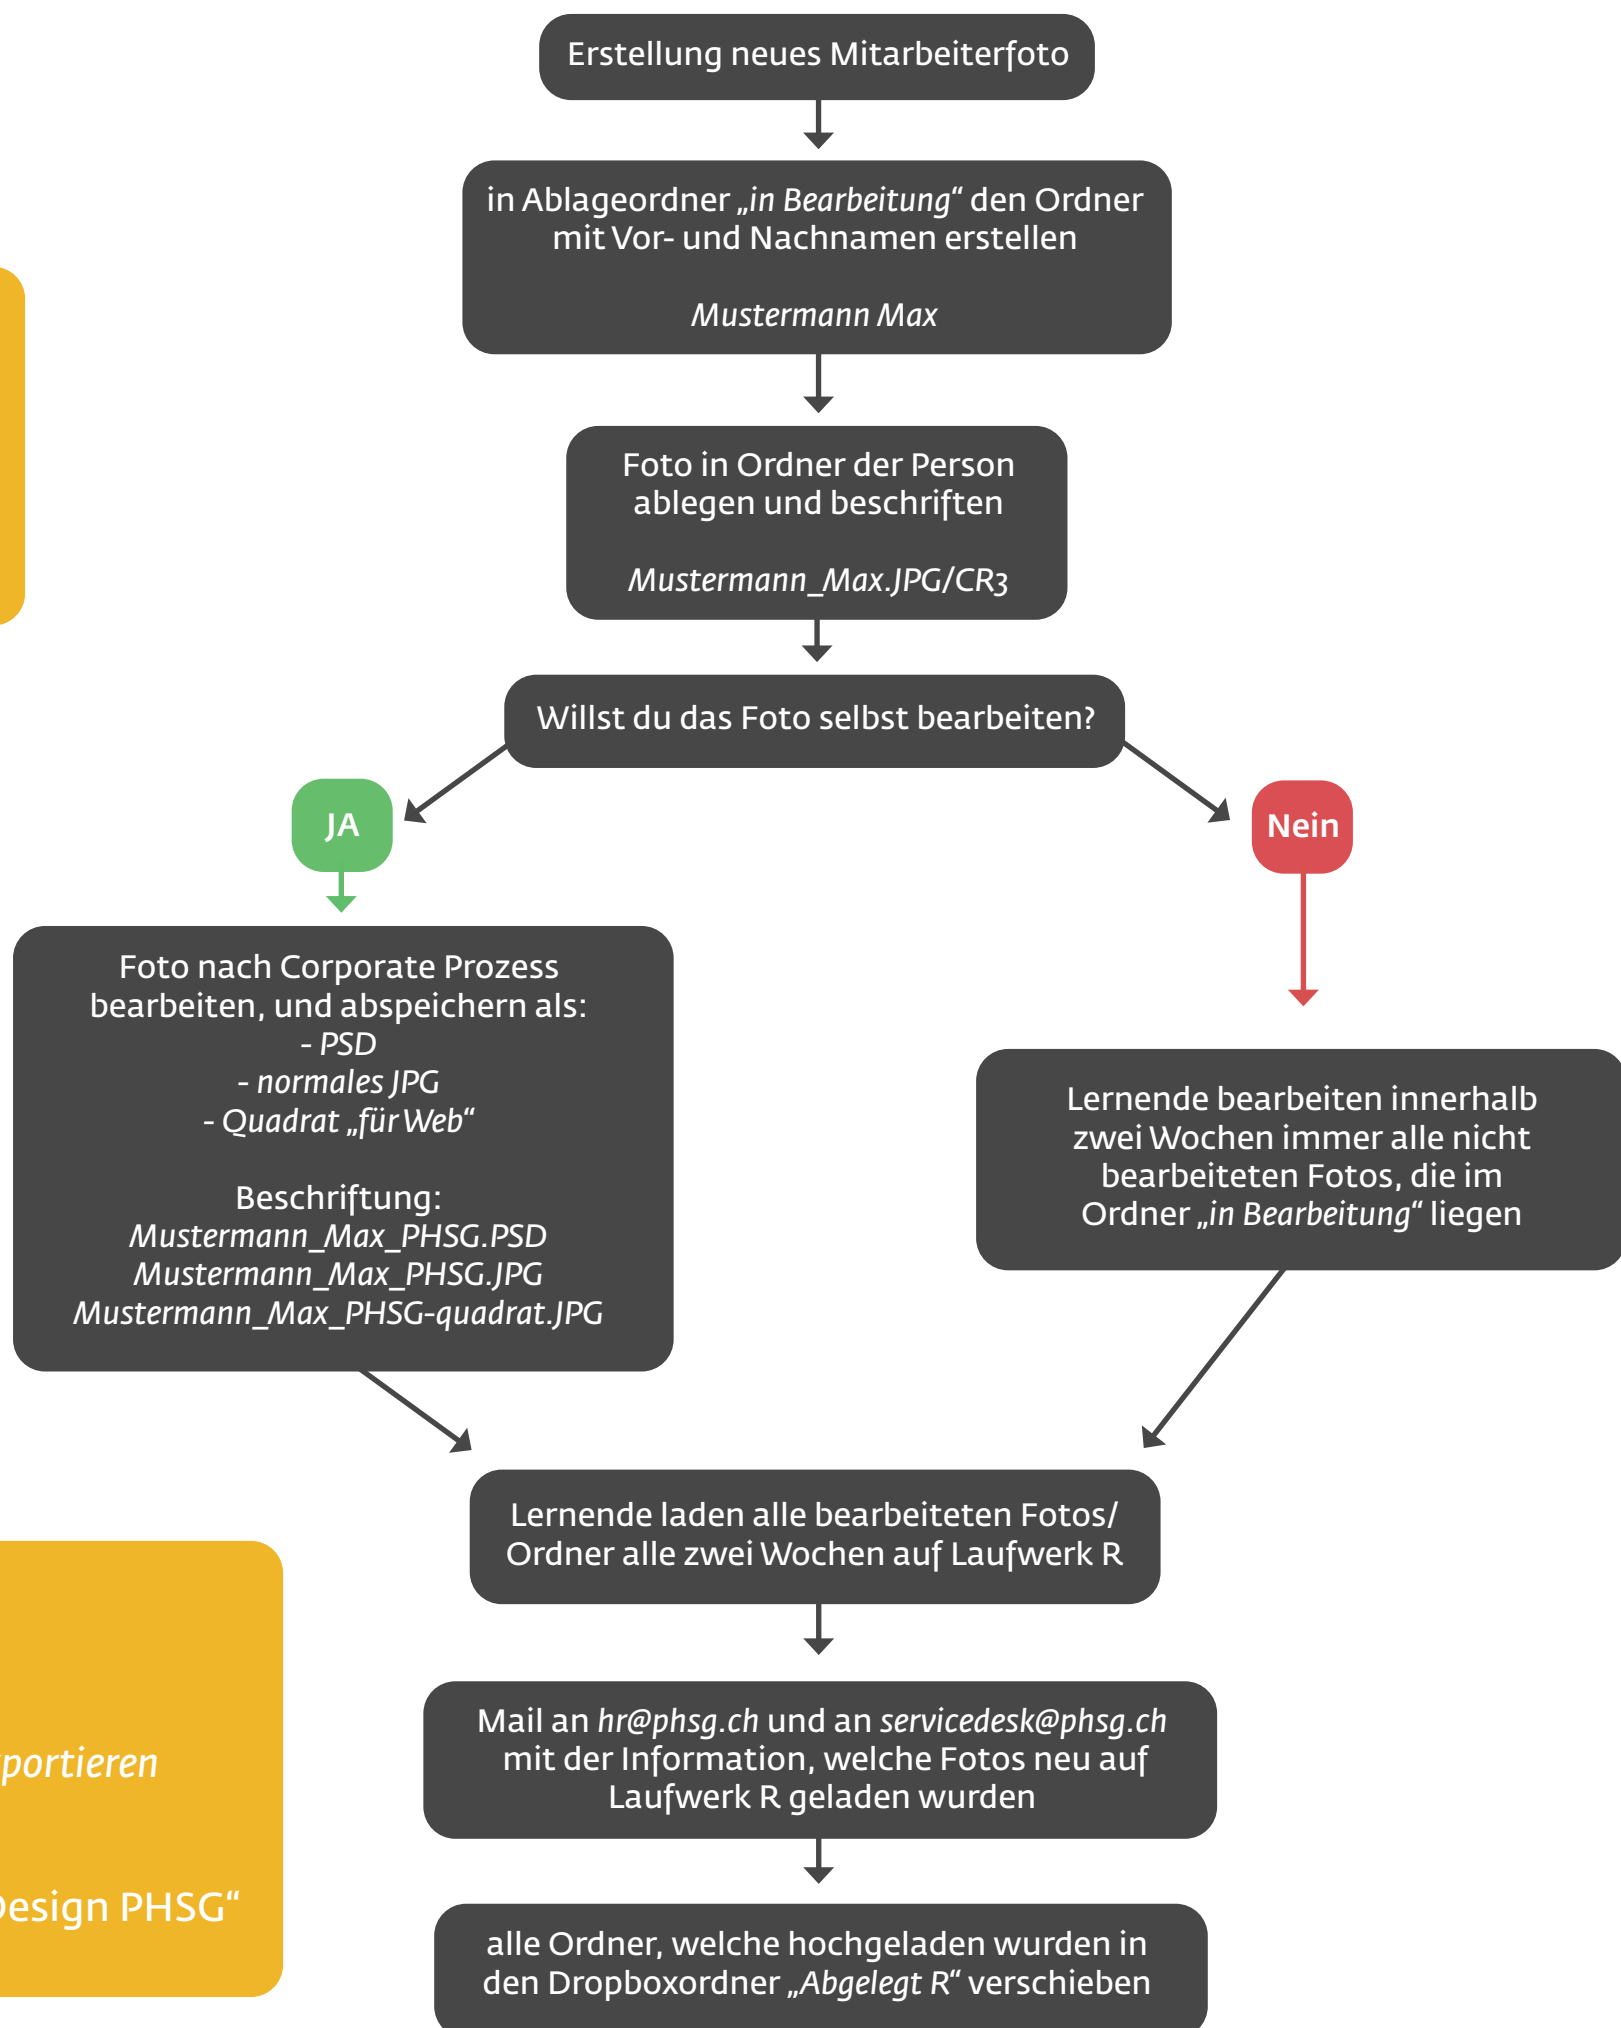 Erstellung neues Mitarbeiterfoto
in Ablageordner „in Bearbeitung“ den Ordner
mit Vor- und Nachnamen erstellen
Mustermann Max
Foto in Ordner der Person
ablegen und beschriften
Mustermann_Max.JPG/CR3
Willst du das Foto selbst bearbeiten?
JA
Nein
Foto nach Corporate Prozess
bearbeiten, und abspeichern als:
- PSD
- normales JPG
- Quadrat „für Web“
Beschriftung:
Mustermann_Max_PHSG.PSD
Mustermann_Max_PHSG.JPG
Mustermann_Max_PHSG-quadrat.JPG
Lernende bearbeiten innerhalb
zwei Wochen immer alle nicht
bearbeiteten Fotos, die im
Ordner „in Bearbeitung“ liegen
Lernende laden alle bearbeiteten Fotos/
Ordner alle zwei Wochen auf Laufwerk R
Mail an hr@phsg.ch und an servicedesk@phsg.ch
mit der Information, welche Fotos neu auf
Laufwerk R geladen wurden
alle Ordner, welche hochgeladen wurden in
den Dropboxordner „Abgelegt R“ verschieben
portieren
Design PHSG“